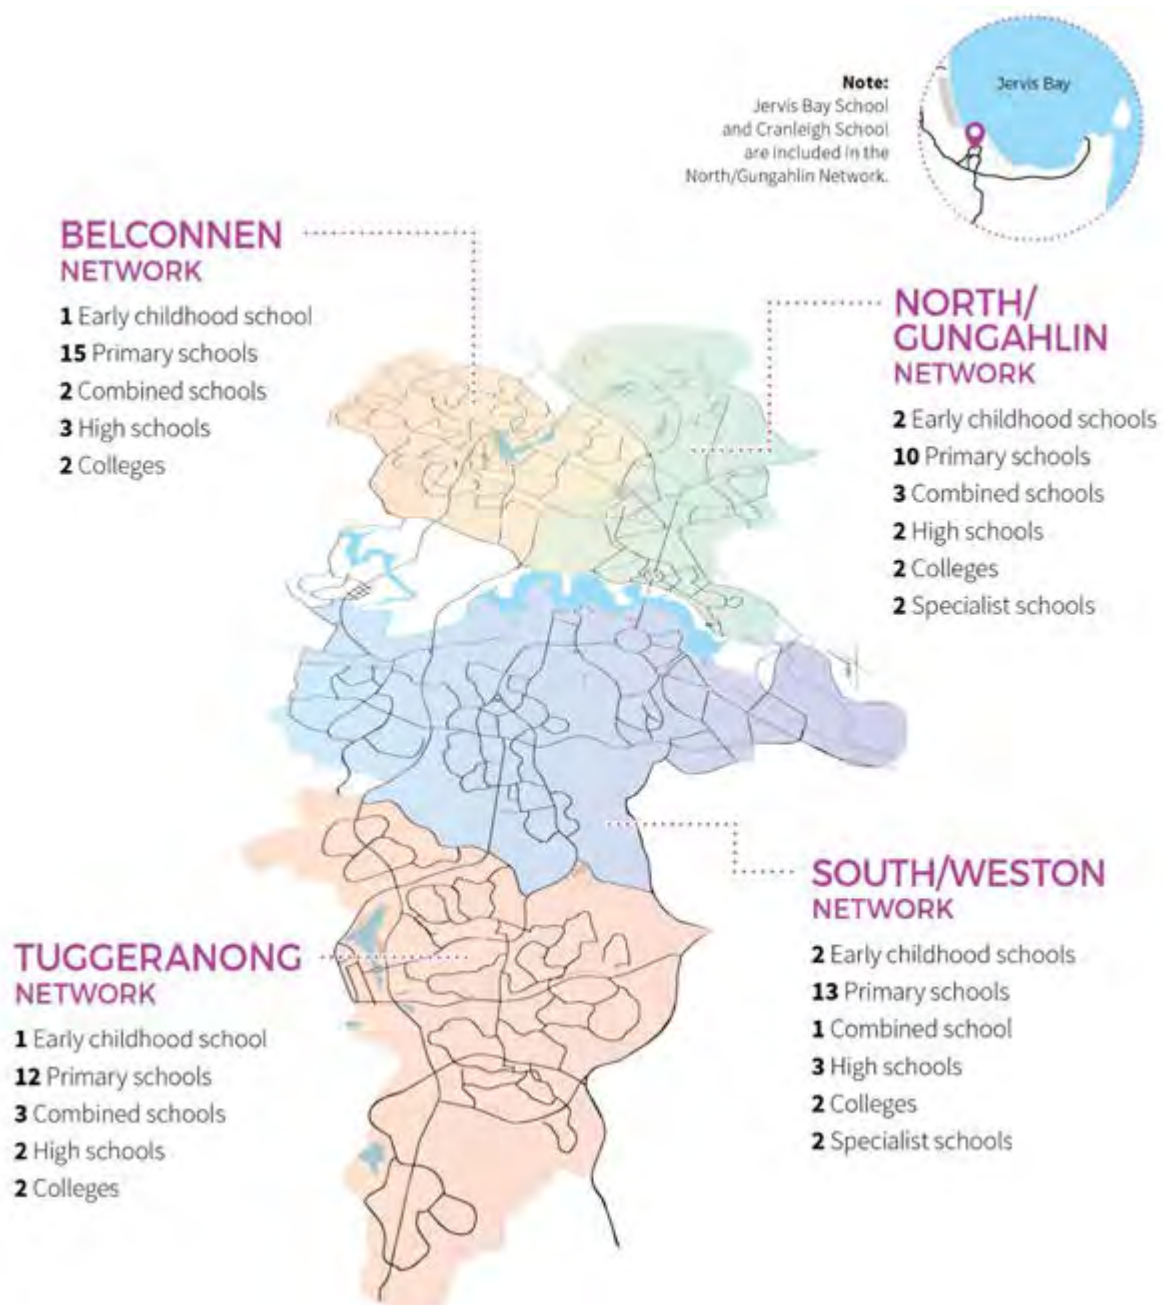 Note:
Jervis Bay School
and Cranleigh School
are included in the
North/Gungahlin Network.
Jervis Bay
BELCONNEN
NETWORK
1 Early childhood school
15 Primary schools
2 Combined schools
3 High schools
2 Colleges
NORTH/
GUNGAHLIN
NETWORK
2 Early childhood schools
10 Primary schools
3 Combined schools
2 High schools
2 Colleges
2 Specialist schools
SOUTH/WESTON
NETWORK
2 Early childhood schools
13 Primary schools
1 Combined school
3 High schools
2 Colleges
2 Specialist schools
TUGGERANONG
NETWORK
1 Early childhood school
12 Primary schools
3 Combined schools
2 High schools
2 Colleges